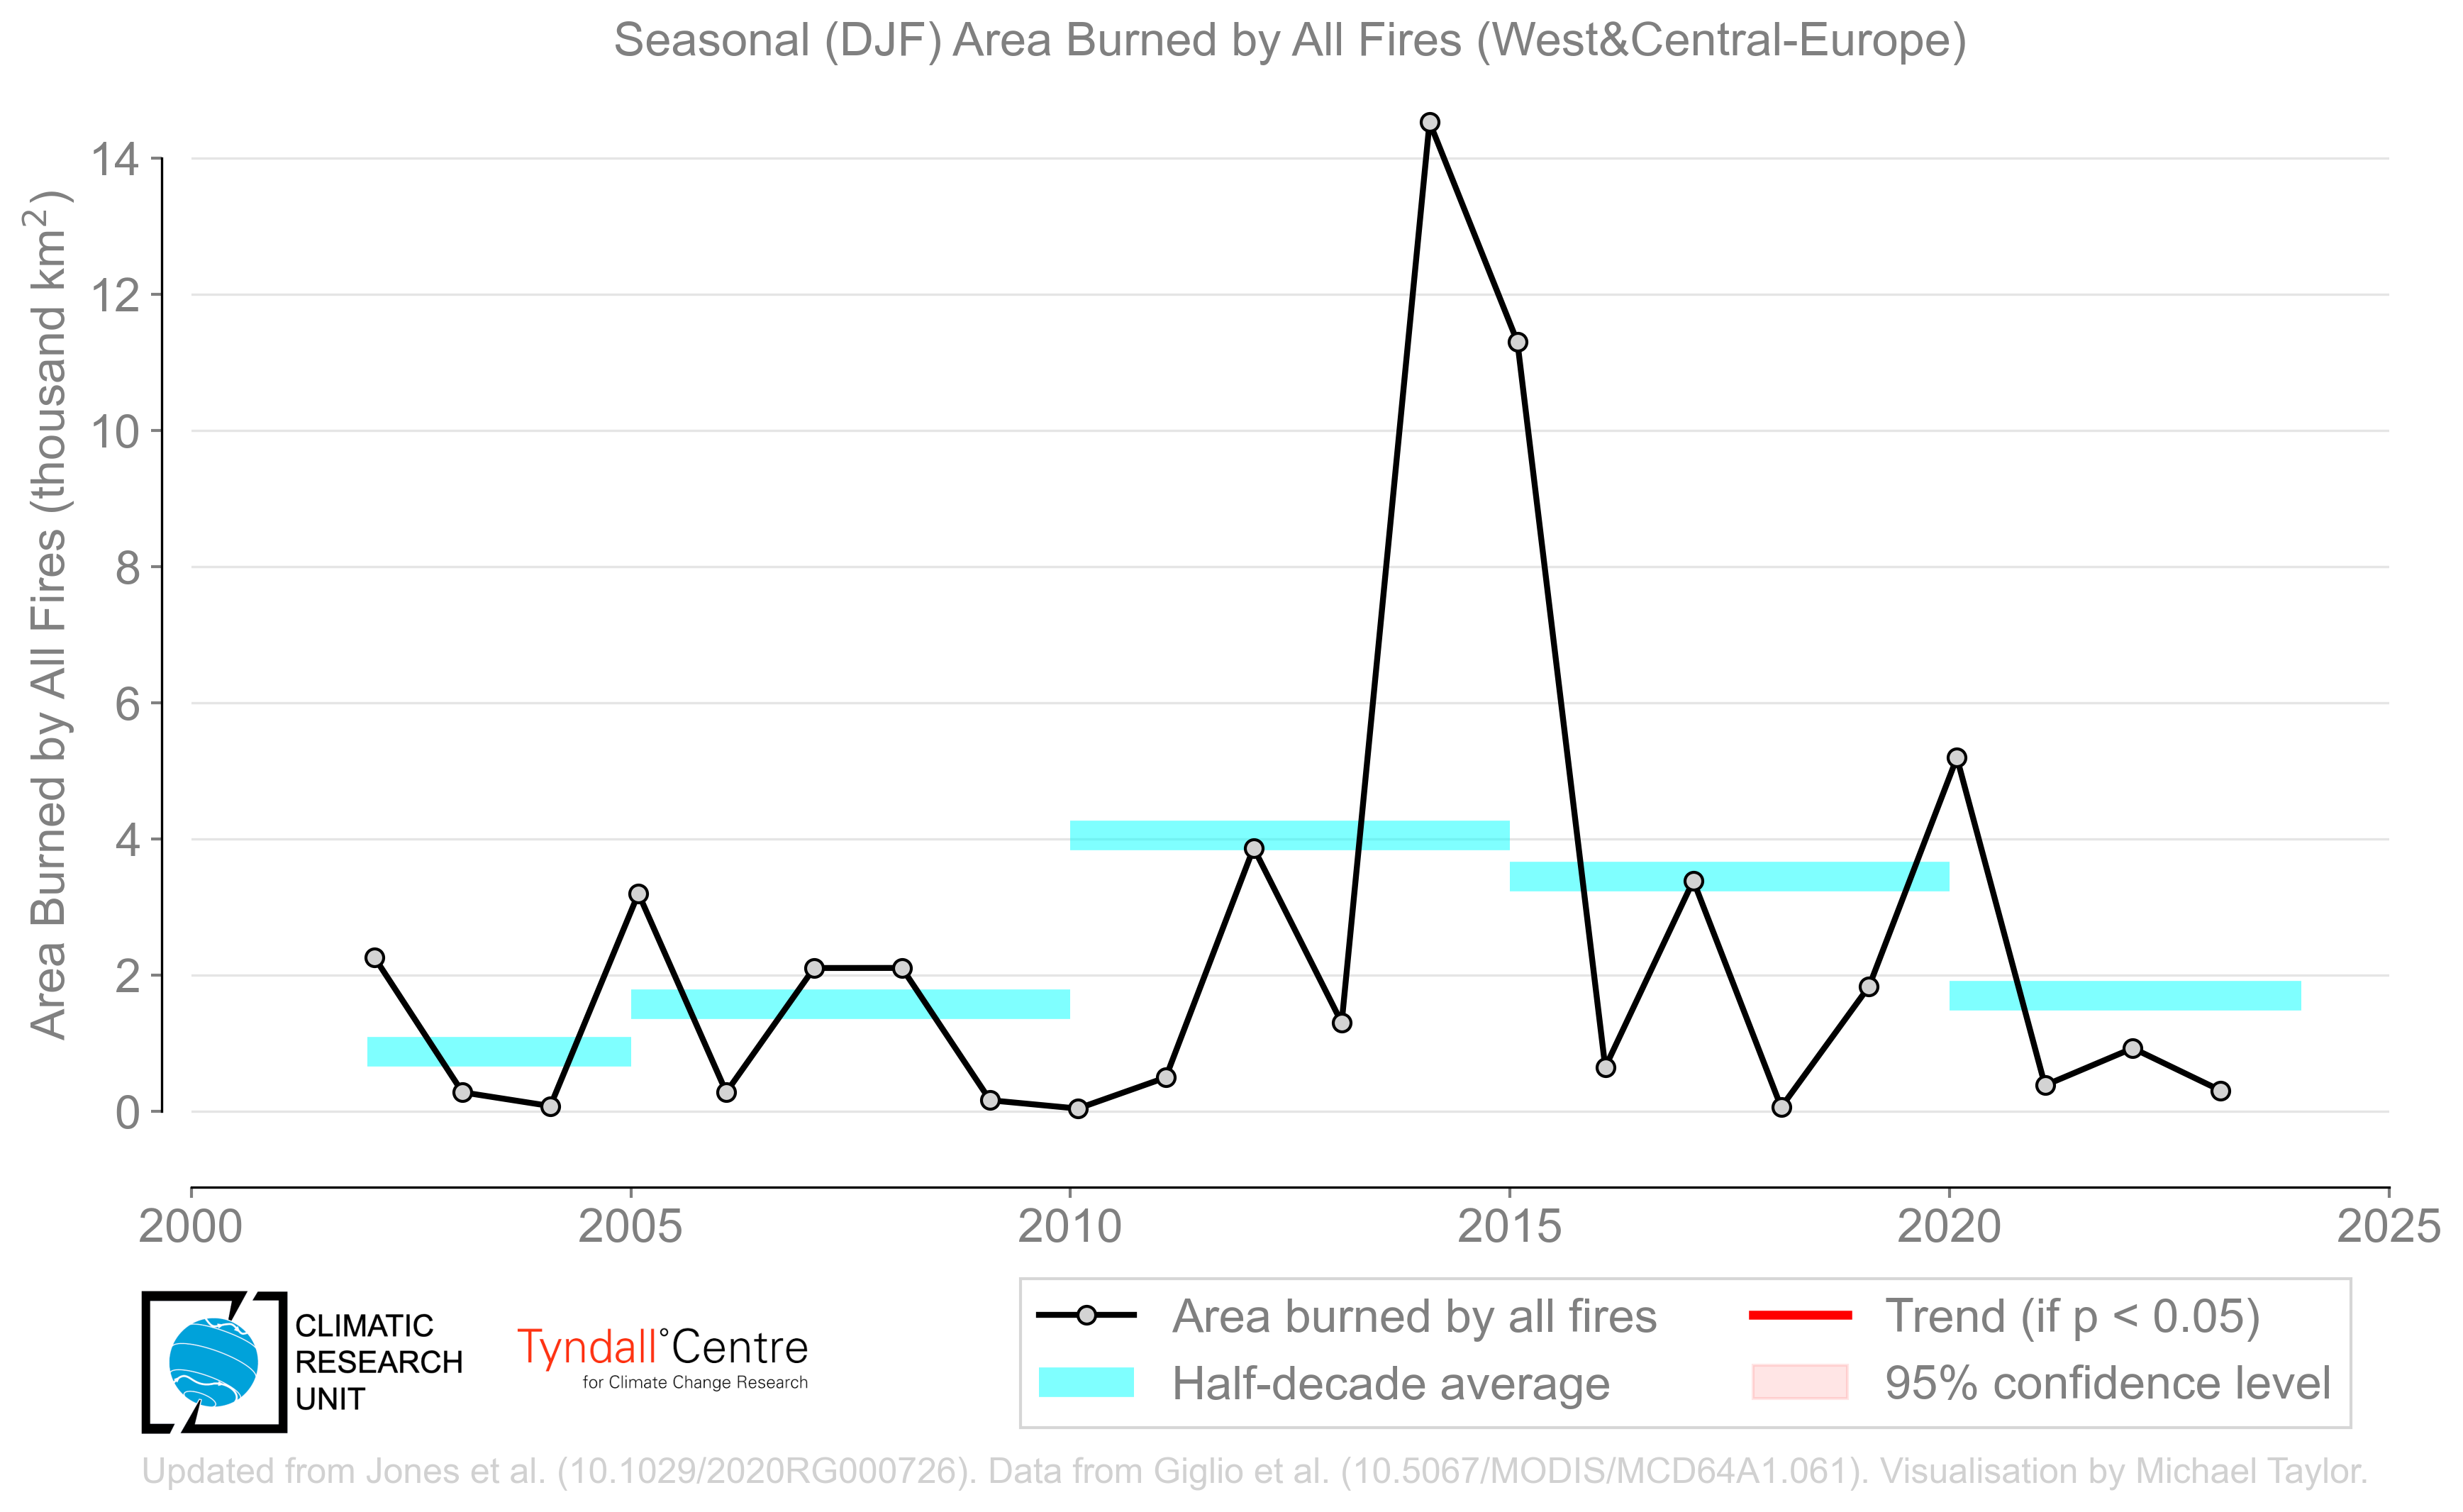 Seasonal (DJF) Area Burned by All Fires (West&Central-Europe)
Area Burned by All Fires (thousand km²)
14
12
10
8
6
4
2
0
2000 2005 2010 2015 2020 2025
CLIMATIC
RESEARCH
UNIT
Tyndall°Centre
for Climate Change Research
Area burned by all fires
Half-decade average
Trend (if p < 0.05)
95% confidence level
Updated from Jones et al. (10.1029/2020RG000726). Data from Giglio et al. (10.5067/MODIS/MCD64A1.061). Visualisation by Michael Taylor.